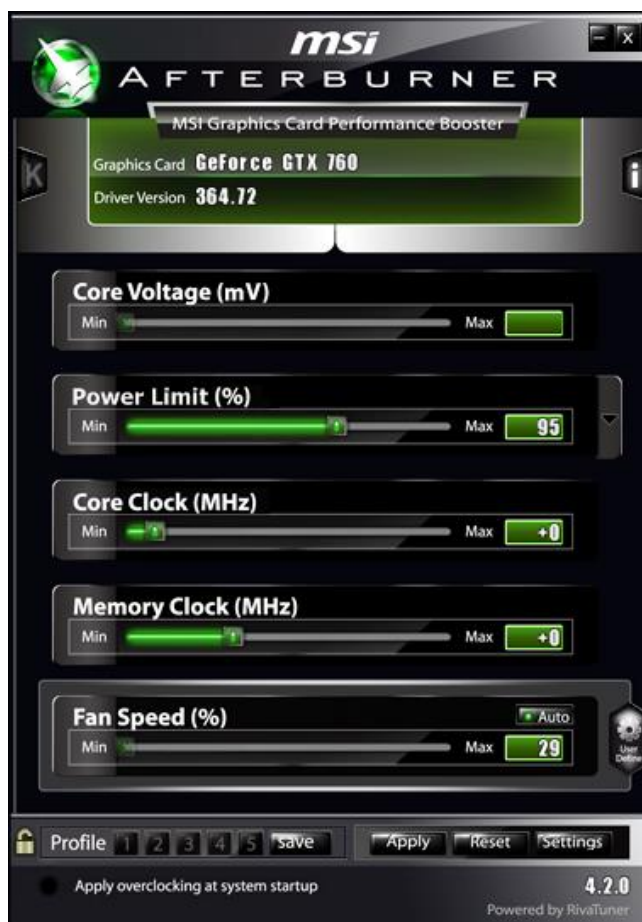 msi
AFTERBURNER
MSI Graphics Card Performance Booster
K
i
Graphics Card GeForce GTX 760
Driver Version 364.72
Core Voltage (mV)
Min Max
Power Limit (%)
Min Max 95
Core Clock (MHz)
Min Max +0
Memory Clock (MHz)
Min Max +0
Fan Speed (%)
Auto
Min Max 29
User
Define
Profile 1 2 3 4 5 save Apply Reset Settings
Apply overclocking at system startup
4.2.0
Powered by RivaTuner